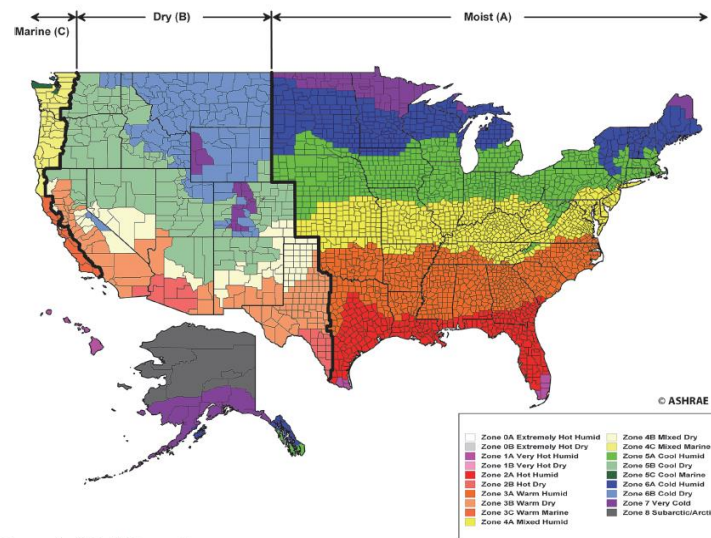 Marine (C)
Dry (B)
Moist (A)
© ASHRAE
Zone 0A Extremely Hot Humid
Zone 0B Extremely Hot Dry
Zone 1A Very Hot Humid
Zone 1B Very Hot Dry
Zone 2A Hot Humid
Zone 2B Hot Dry
Zone 3A Warm Humid
Zone 3B Warm Dry
Zone 3C Warm Marine
Zone 4A Mixed Humid
Zone 4B Mixed Dry
Zone 4C Mixed Marine
Zone 5A Cool Humid
Zone 5B Cool Dry
Zone 5C Cool Marine
Zone 6A Cold Humid
Zone 6B Cold Dry
Zone 7 Very Cold
Zone 8 Subarctic/Arcti